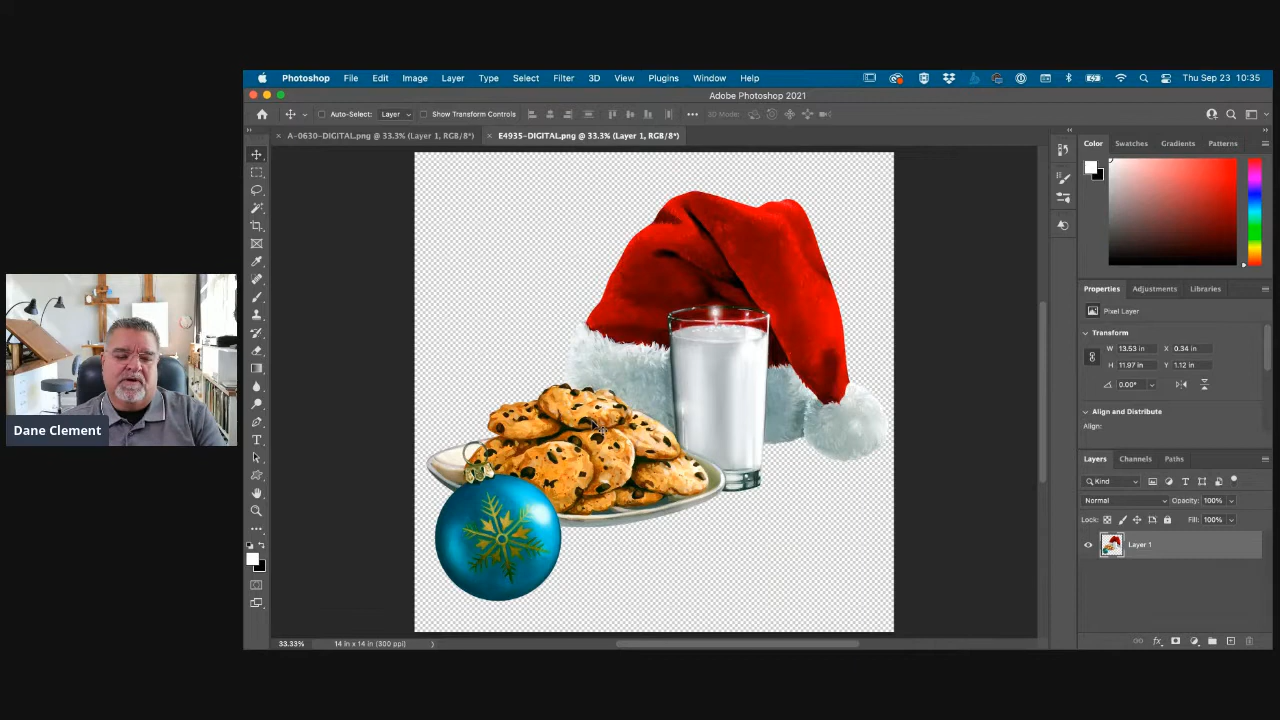 Photoshop File Edit Image Layer Type Select Filter 3D View Plugins Window Help Thu Sep 23 10:35
Adobe Photoshop 2021
Auto-Select: Layer Show Transform Controls 3D Mode:
A-0630-DIGITAL.png @ 33.3% (Layer 1, RGB/8*) E4935-DIGITAL.png @ 33.3% (Layer 1, RGB/8*)
Color Swatches Gradients Patterns
Properties Adjustments Libraries
Pixel Layer
Transform
W 13.53 in X 0.34 in
H 11.97 in Y 1.12 in
0.00°
Align and Distribute
Align:
Layers Channels Paths
Kind
Normal Opacity: 100%
Lock: Fill: 100%
Layer 1
Dane Clement
33.33% 14 in x 14 in (300 ppi)